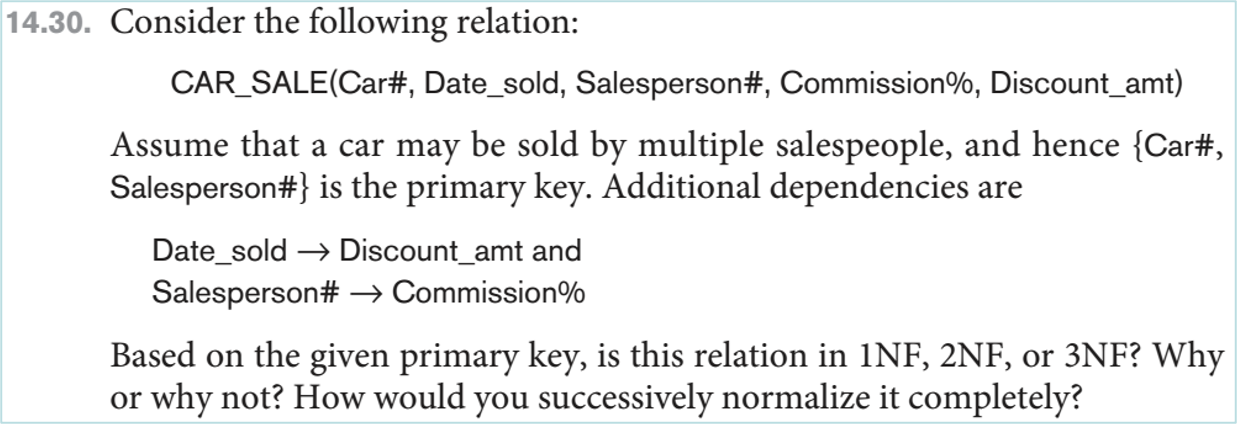 14.30. Consider the following relation:
CAR_SALE(Car#, Date_sold, Salesperson#, Commission%, Discount_amt)
Assume that a car may be sold by multiple salespeople, and hence {Car#,
Salesperson#} is the primary key. Additional dependencies are
Date_sold → Discount_amt and
Salesperson# → Commission%
Based on the given primary key, is this relation in 1NF, 2NF, or 3NF? Why
or why not? How would you successively normalize it completely?